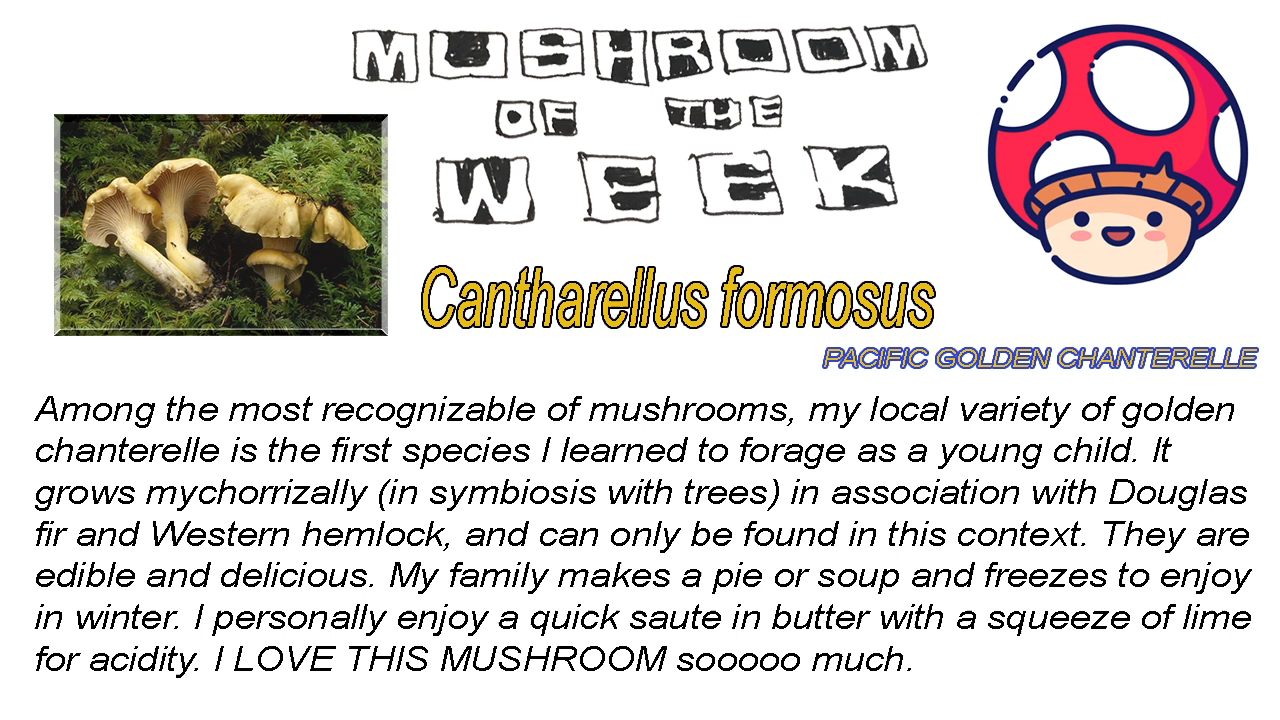 MUSHROOM
OF THE
WEEK
Cantharellus formosus
PACIFIC GOLDEN CHANTERELLE
Among the most recognizable of mushrooms, my local variety of golden
chanterelle is the first species I learned to forage as a young child. It
grows mychorrizally (in symbiosis with trees) in association with Douglas
fir and Western hemlock, and can only be found in this context. They are
edible and delicious. My family makes a pie or soup and freezes to enjoy
in winter. I personally enjoy a quick saute in butter with a squeeze of lime
for acidity. I LOVE THIS MUSHROOM sooooo much.